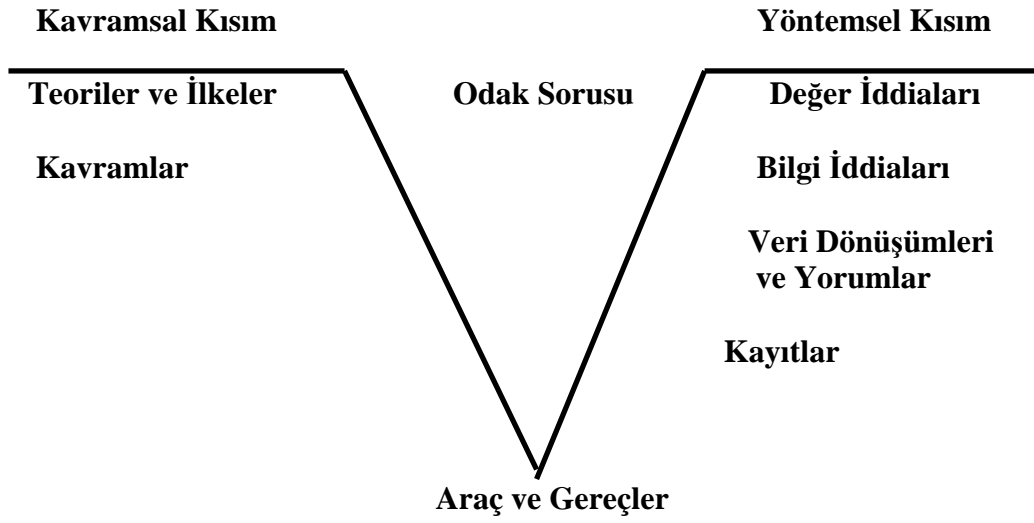 Kavramsal Kısım
Yöntemsel Kısım
Teoriler ve İlkeler
Odak Sorusu
Değer İddiaları
Kavramlar
Bilgi İddiaları
Veri Dönüşümleri
ve Yorumlar
Kayıtlar
Araç ve Gereçler